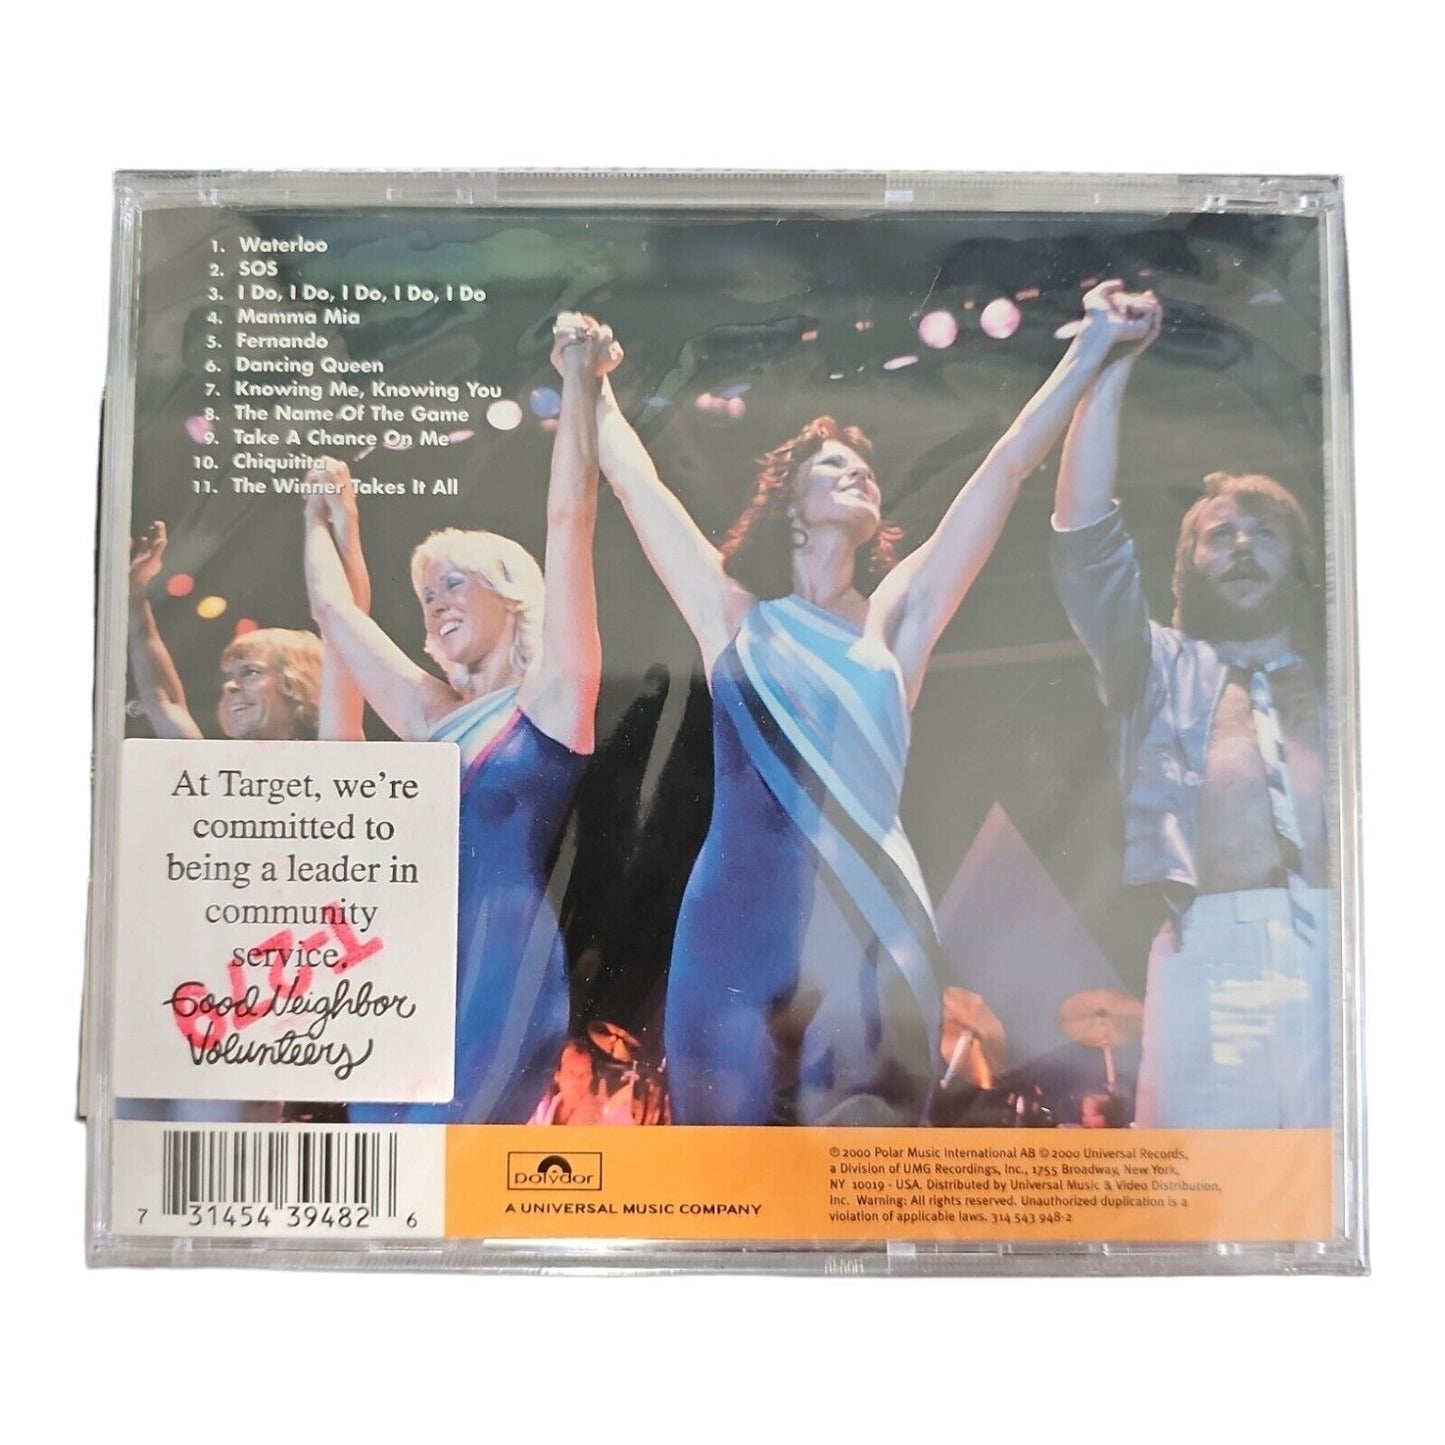 1. Waterloo
2. SOS
3. I Do, I Do, I Do, I Do, I Do
4. Mamma Mia
5. Fernando
6. Dancing Queen
7. Knowing Me, Knowing You
8. The Name Of The Game
9. Take A Chance On Me
10. Chiquitita
11. The Winner Takes It All
At Target, we're
committed to
being a leader in
community
service.
Good Neighbor
Volunteers
T-279
7 31454 39482 6
polydor
A UNIVERSAL MUSIC COMPANY
℗ 2000 Polar Music International AB © 2000 Universal Records,
a Division of UMG Recordings, Inc., 1755 Broadway, New York,
NY 10019 - USA. Distributed by Universal Music & Video Distribution,
Inc. Warning: All rights reserved. Unauthorized duplication is a
violation of applicable laws. 314 543 948-2